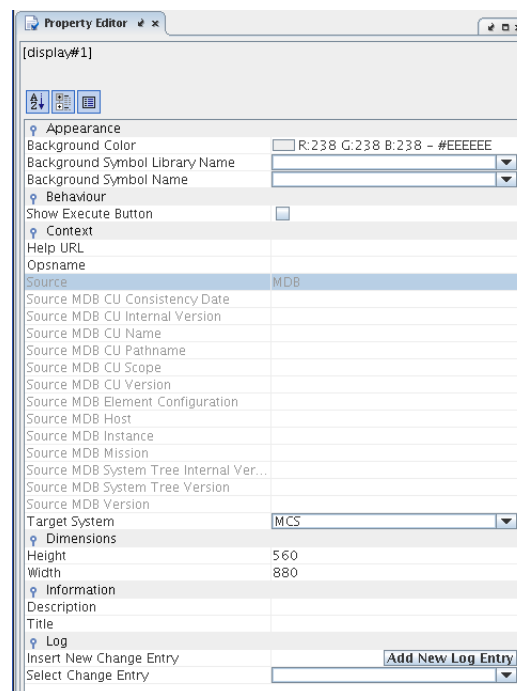 Property Editor
[display#1]
Appearance
Background Color R:238 G:238 B:238 - #EEEEEE
Background Symbol Library Name
Background Symbol Name
Behaviour
Show Execute Button
Context
Help URL
Opsname
Source MDB
Source MDB CU Consistency Date
Source MDB CU Internal Version
Source MDB CU Name
Source MDB CU Pathname
Source MDB CU Scope
Source MDB CU Version
Source MDB Element Configuration
Source MDB Host
Source MDB Instance
Source MDB Mission
Source MDB System Tree Internal Ver...
Source MDB System Tree Version
Source MDB Version
Target System MCS
Dimensions
Height 560
Width 880
Information
Description
Title
Log
Insert New Change Entry Add New Log Entry
Select Change Entry